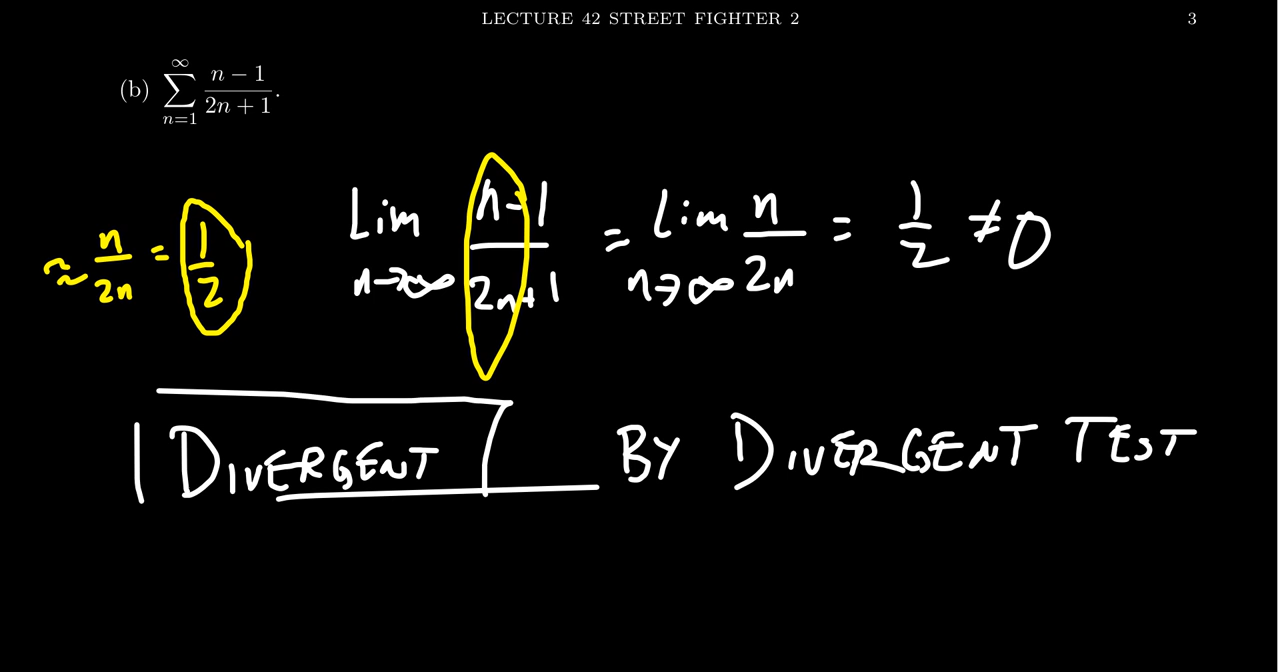 LECTURE 42 STREET FIGHTER 2 3
(b) ∑_{n=1}^{∞} (n − 1)/(2n + 1).
≈ n/2n = 1/2
Lim_{n→∞} (n-1)/(2n+1) = lim_{n→∞} n/2n = 1/2 ≠ 0
DIVERGENT BY DIVERGENT TEST